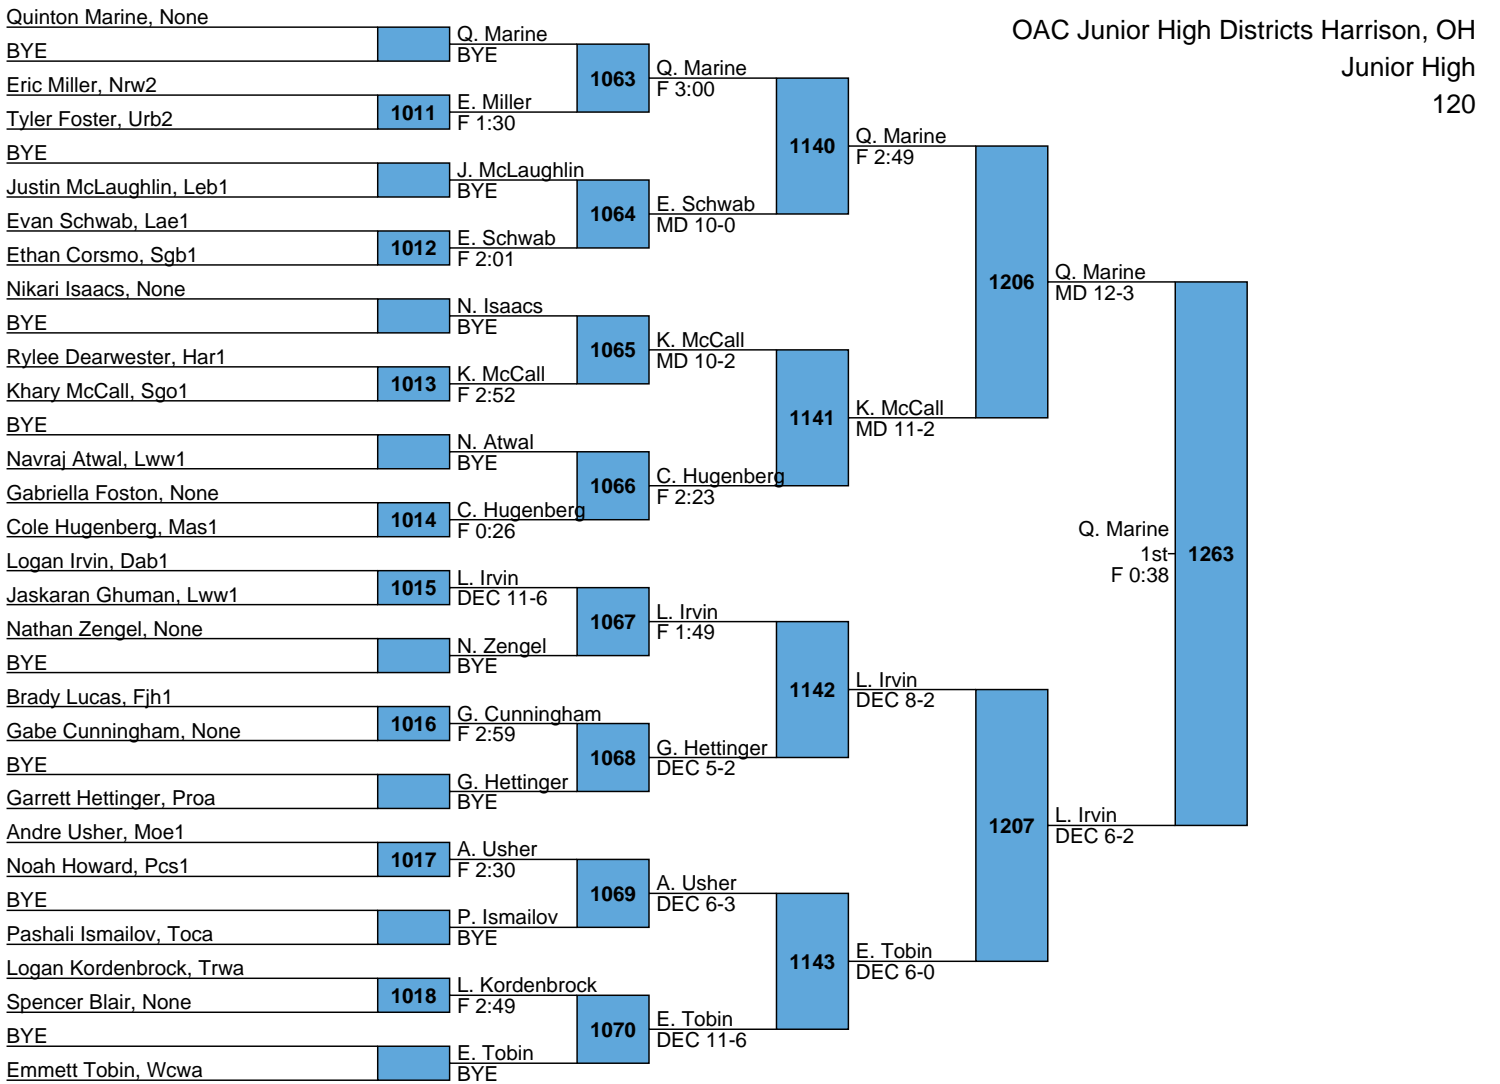 OAC Junior High Districts Harrison, OH
Junior High
120
Quinton Marine, None
BYE
Eric Miller, Nrw2
Tyler Foster, Urb2
BYE
Justin McLaughlin, Leb1
Evan Schwab, Lae1
Ethan Corsmo, Sgb1
Nikari Isaacs, None
BYE
Rylee Dearwester, Har1
Khary McCall, Sgo1
BYE
Navraj Atwal, Lww1
Gabriella Foston, None
Cole Hugenberg, Mas1
Logan Irvin, Dab1
Jaskaran Ghuman, Lww1
Nathan Zengel, None
BYE
Brady Lucas, Fjh1
Gabe Cunningham, None
BYE
Garrett Hettinger, Proa
Andre Usher, Moe1
Noah Howard, Pcs1
BYE
Pashali Ismailov, Toca
Logan Kordenbrock, Trwa
Spencer Blair, None
BYE
Emmett Tobin, Wcwa
1011
1012
1013
1014
1015
1016
1017
1018
Q. Marine
BYE
E. Miller
F 1:30
J. McLaughlin
BYE
E. Schwab
F 2:01
N. Isaacs
BYE
K. McCall
F 2:52
N. Atwal
BYE
C. Hugenberg
F 0:26
L. Irvin
DEC 11-6
N. Zengel
BYE
G. Cunningham
F 2:59
G. Hettinger
BYE
A. Usher
F 2:30
P. Ismailov
BYE
L. Kordenbrock
F 2:49
E. Tobin
BYE
1063
1064
1065
1066
1067
1068
1069
1070
Q. Marine
F 3:00
E. Schwab
MD 10-0
K. McCall
MD 10-2
C. Hugenberg
F 2:23
L. Irvin
F 1:49
G. Hettinger
DEC 5-2
A. Usher
DEC 6-3
E. Tobin
DEC 11-6
1140
1141
1142
1143
Q. Marine
F 2:49
K. McCall
MD 11-2
L. Irvin
DEC 8-2
E. Tobin
DEC 6-0
1206
1207
Q. Marine
MD 12-3
L. Irvin
DEC 6-2
1263
Q. Marine
1st
F 0:38